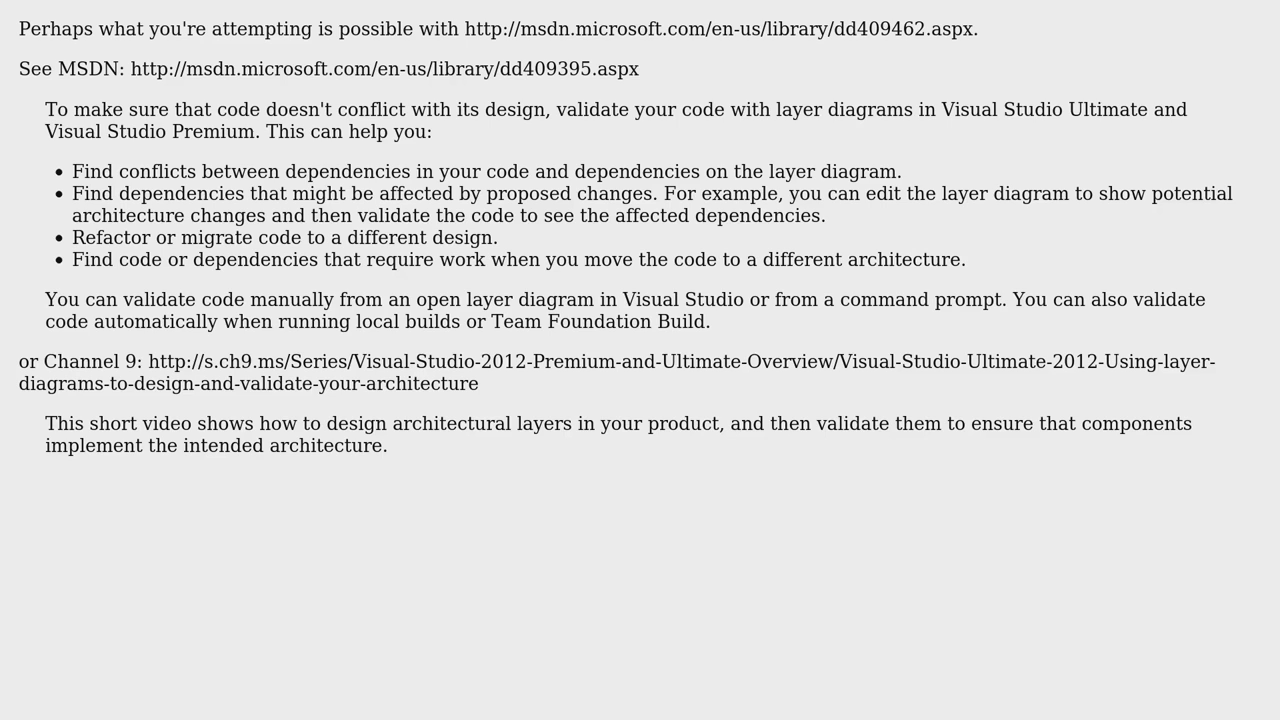 Perhaps what you're attempting is possible with http://msdn.microsoft.com/en-us/library/dd409462.aspx.
See MSDN: http://msdn.microsoft.com/en-us/library/dd409395.aspx
To make sure that code doesn't conflict with its design, validate your code with layer diagrams in Visual Studio Ultimate and
Visual Studio Premium. This can help you:
• Find conflicts between dependencies in your code and dependencies on the layer diagram.
• Find dependencies that might be affected by proposed changes. For example, you can edit the layer diagram to show potential
architecture changes and then validate the code to see the affected dependencies.
• Refactor or migrate code to a different design.
• Find code or dependencies that require work when you move the code to a different architecture.
You can validate code manually from an open layer diagram in Visual Studio or from a command prompt. You can also validate
code automatically when running local builds or Team Foundation Build.
or Channel 9: http://s.ch9.ms/Series/Visual-Studio-2012-Premium-and-Ultimate-Overview/Visual-Studio-Ultimate-2012-Using-layer-
diagrams-to-design-and-validate-your-architecture
This short video shows how to design architectural layers in your product, and then validate them to ensure that components
implement the intended architecture.